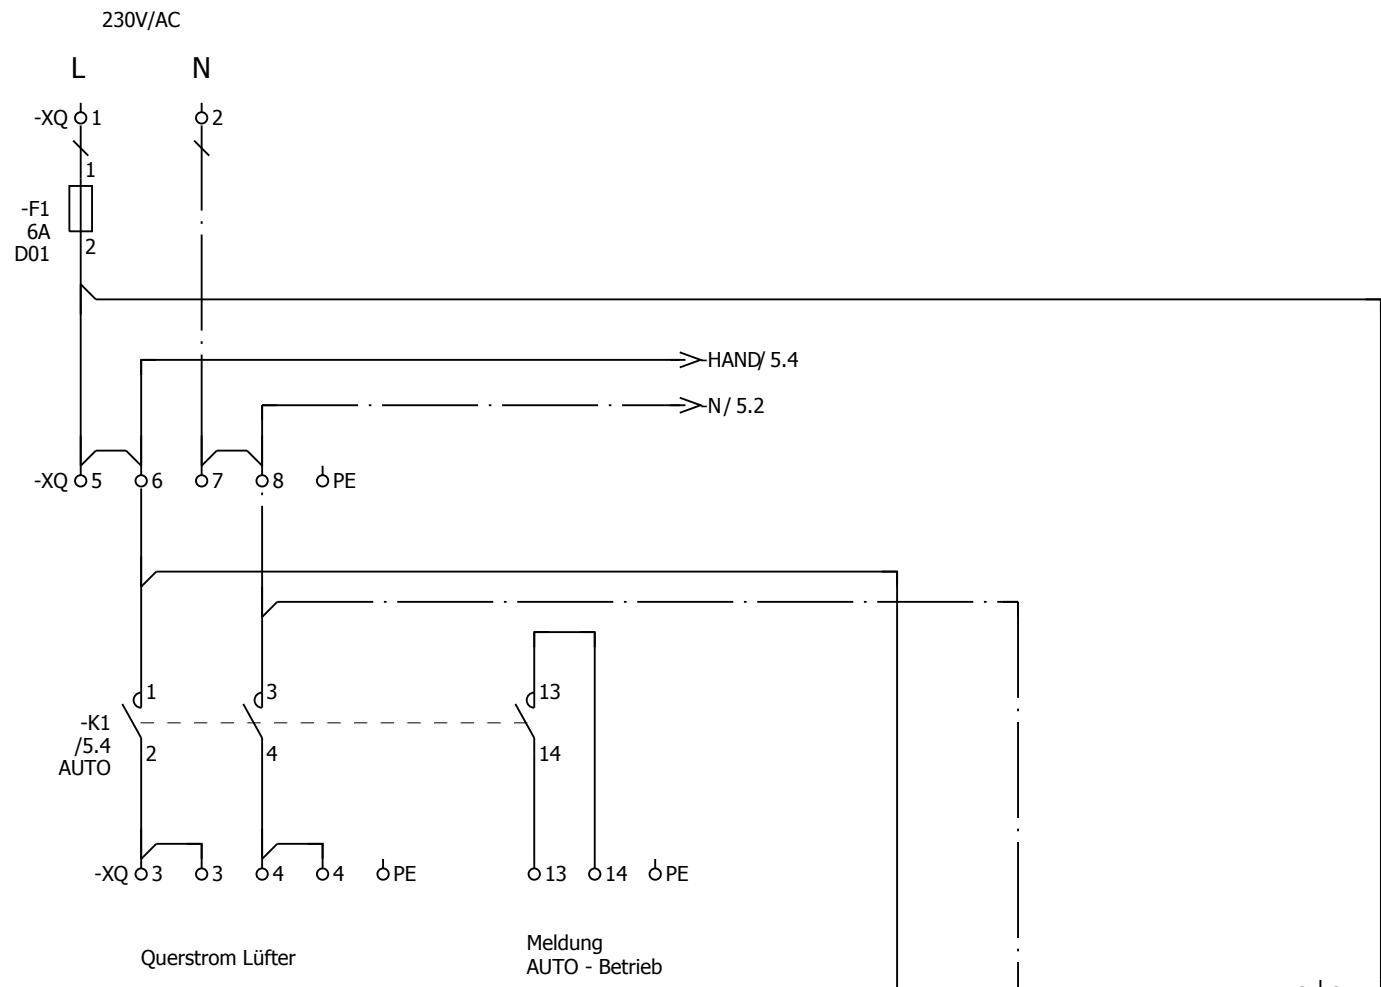 230V/AC
L N
-XQ 1 2
1
-F1
6A
D01
2
HAND/ 5.4
N/ 5.2
-XQ 5 6 7 8 PE
1 3 13
-K1
/5.4
AUTO
2 4 14
-XQ 3 3 4 4 PE 13 14 PE
Querstrom Lüfter
Meldung
AUTO - Betrieb